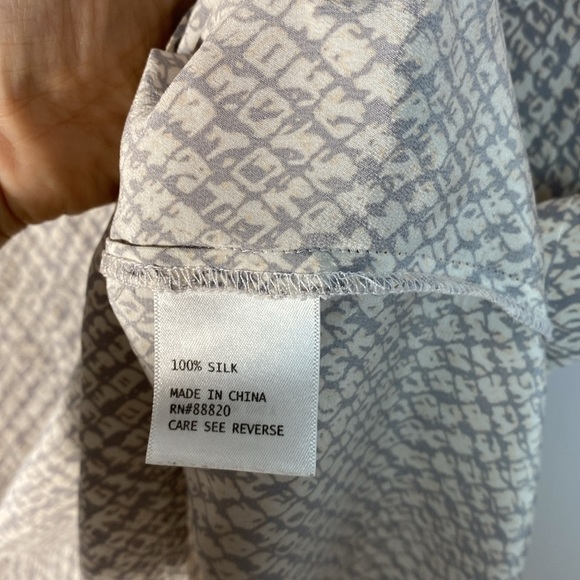 100% SILK
MADE IN CHINA
RN#88820
CARE SEE REVERSE